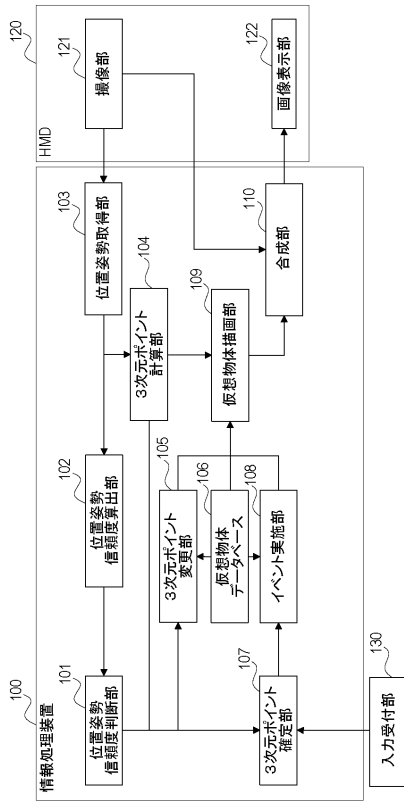 100
情報処理装置
101
位置姿勢
信頼度判断部
102
位置姿勢
信頼度算出部
103
位置姿勢取得部
104
3次元ポイント
計算部
105
3次元ポイント
変更部
106
仮想物体
データベース
107
3次元ポイント
確定部
108
イベント実施部
109
仮想物体描画部
110
合成部
120
HMD
121
撮像部
122
画像表示部
130
入力受付部